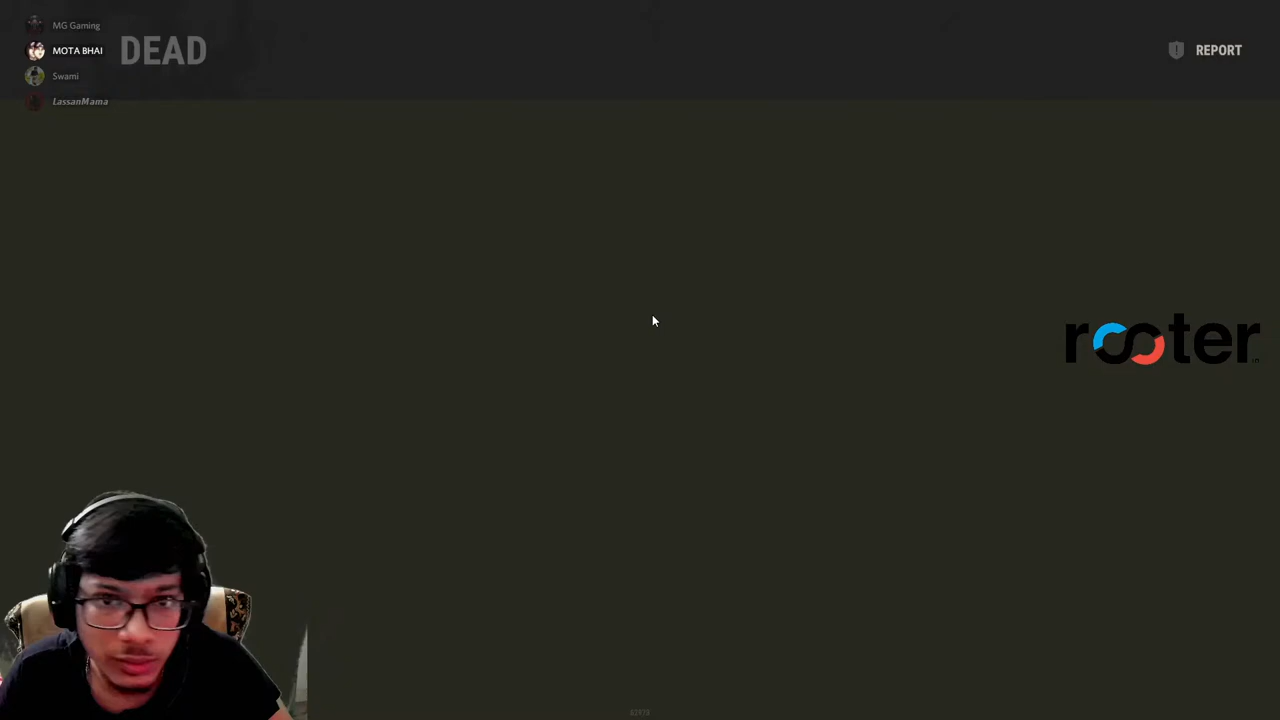 MG Gaming
MOTA BHAI
DEAD
REPORT
Swami
LassanMama
rooter